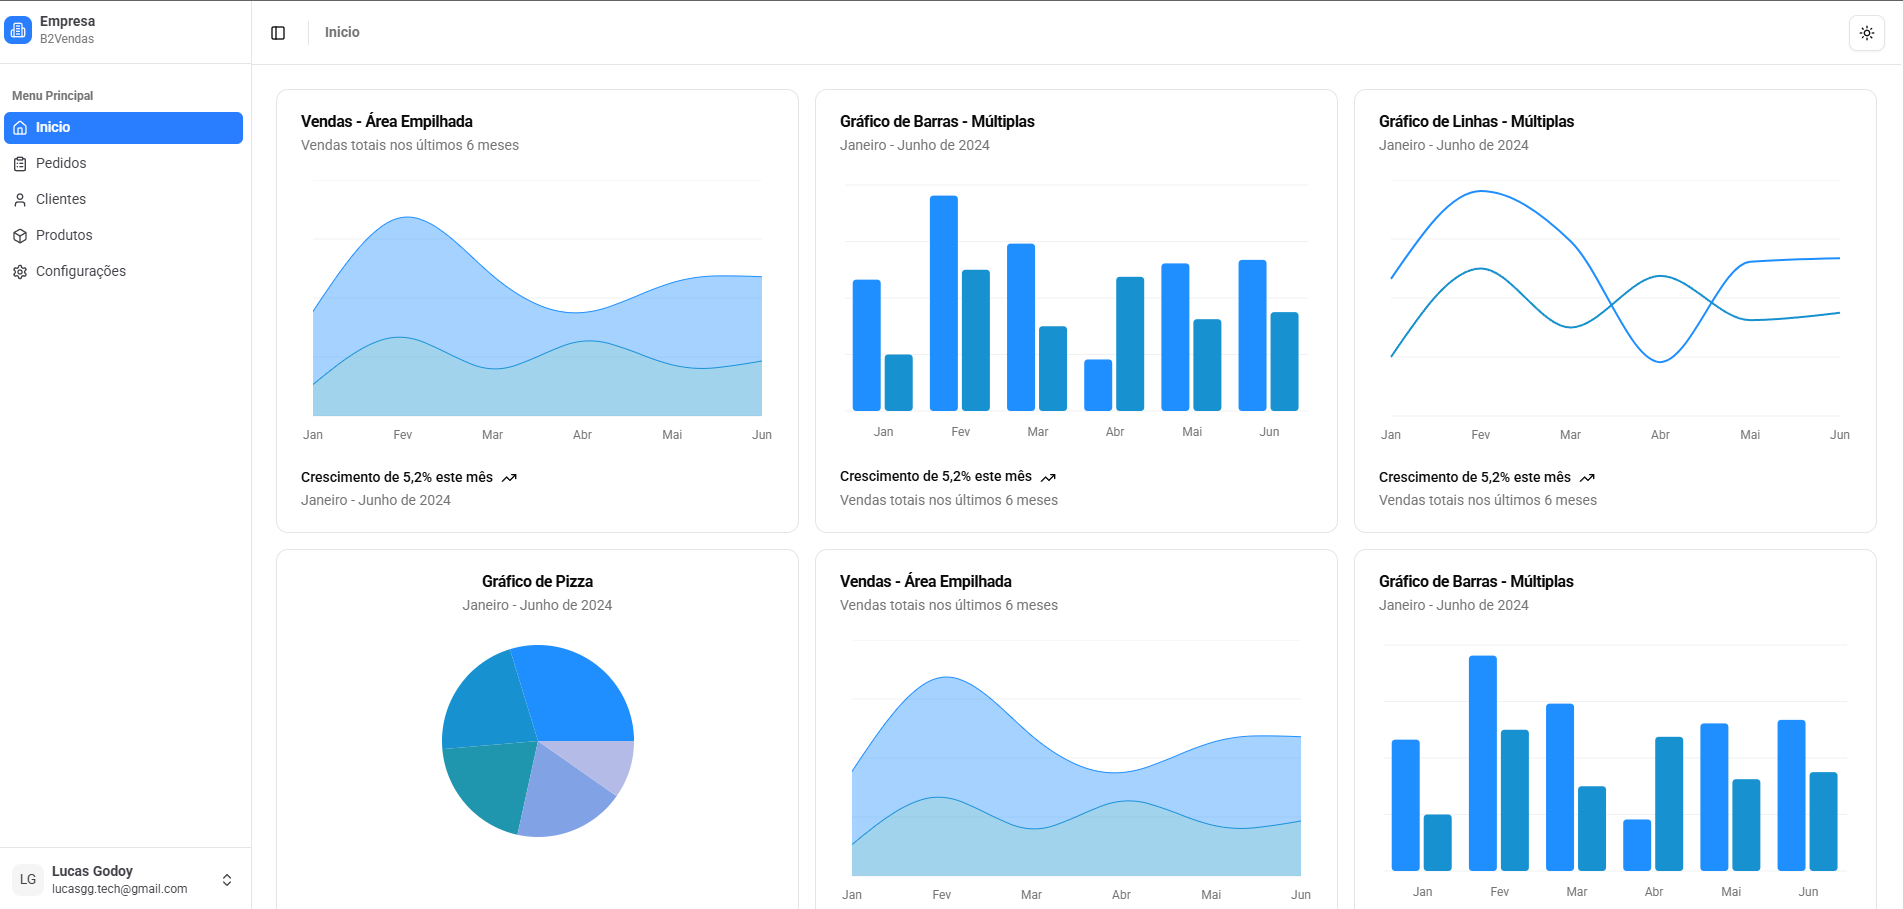 Empresa
B2Vendas
Menu Principal
Inicio
Pedidos
Clientes
Produtos
Configurações
Lucas Godoy
LG
lucasgg.tech@gmail.com
Inicio
Vendas - Área Empilhada
Vendas totais nos últimos 6 meses
Jan Fev Mar Abr Mai Jun
Crescimento de 5,2% este mês
Janeiro - Junho de 2024
Gráfico de Barras - Múltiplas
Janeiro - Junho de 2024
Jan Fev Mar Abr Mai Jun
Crescimento de 5,2% este mês
Vendas totais nos últimos 6 meses
Gráfico de Linhas - Múltiplas
Janeiro - Junho de 2024
Jan Fev Mar Abr Mai Jun
Crescimento de 5,2% este mês
Vendas totais nos últimos 6 meses
Gráfico de Pizza
Janeiro - Junho de 2024
Vendas - Área Empilhada
Vendas totais nos últimos 6 meses
Jan Fev Mar Abr Mai Jun
Gráfico de Barras - Múltiplas
Janeiro - Junho de 2024
Jan Fev Mar Abr Mai Jun